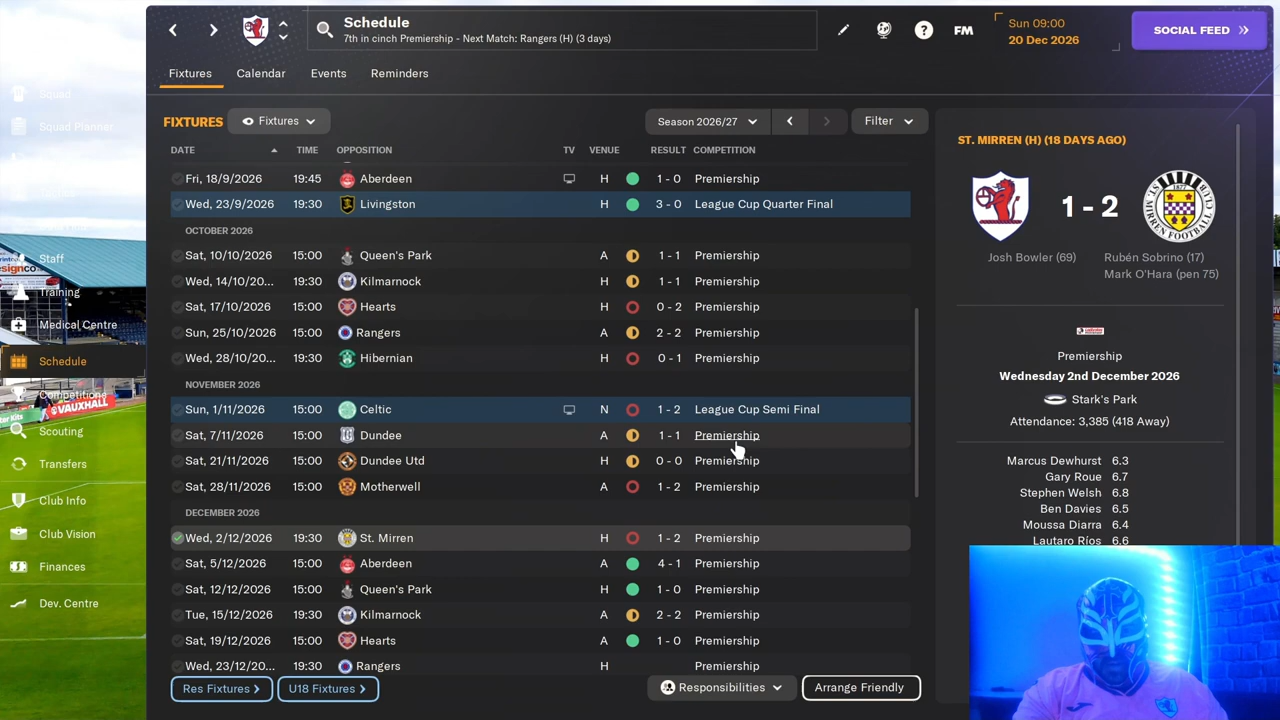 Schedule
7th in cinch Premiership - Next Match: Rangers (H) (3 days)
FM
Sun 09:00
20 Dec 2026
SOCIAL FEED
Fixtures Calendar Events Reminders
Squad
Squad Planner
Staff
Training
Medical Centre
Schedule
Competitions
Scouting
Transfers
Club Info
Club Vision
Finances
Dev. Centre
VAUXHALL
FIXTURES Fixtures Season 2026/27 Filter
DATE TIME OPPOSITION TV VENUE RESULT COMPETITION
Fri, 18/9/2026 19:45 Aberdeen H 1 - 0 Premiership
Wed, 23/9/2026 19:30 Livingston H 3 - 0 League Cup Quarter Final
OCTOBER 2026
Sat, 10/10/2026 15:00 Queen's Park A 1 - 1 Premiership
Wed, 14/10/20... 19:30 Kilmarnock H 1 - 1 Premiership
Sat, 17/10/2026 15:00 Hearts H 0 - 2 Premiership
Sun, 25/10/2026 15:00 Rangers A 2 - 2 Premiership
Wed, 28/10/20... 19:30 Hibernian H 0 - 1 Premiership
NOVEMBER 2026
Sun, 1/11/2026 15:00 Celtic N 1 - 2 League Cup Semi Final
Sat, 7/11/2026 15:00 Dundee A 1 - 1 Premiership
Sat, 21/11/2026 15:00 Dundee Utd H 0 - 0 Premiership
Sat, 28/11/2026 15:00 Motherwell A 1 - 2 Premiership
DECEMBER 2026
Wed, 2/12/2026 19:30 St. Mirren H 1 - 2 Premiership
Sat, 5/12/2026 15:00 Aberdeen A 4 - 1 Premiership
Sat, 12/12/2026 15:00 Queen's Park H 1 - 0 Premiership
Tue, 15/12/2026 19:30 Kilmarnock A 2 - 2 Premiership
Sat, 19/12/2026 15:00 Hearts A 1 - 0 Premiership
Wed, 23/12/20... 19:30 Rangers H Premiership
Res Fixtures U18 Fixtures Responsibilities Arrange Friendly
ST. MIRREN (H) (18 DAYS AGO)
1 - 2
Josh Bowler (69) Rubén Sobrino (17)
Mark O'Hara (pen 75)
Premiership
Wednesday 2nd December 2026
Stark's Park
Attendance: 3,385 (418 Away)
Marcus Dewhurst 6.3
Gary Roue 6.7
Stephen Welsh 6.8
Ben Davies 6.5
Moussa Diarra 6.4
Lautaro Ríos 6.6